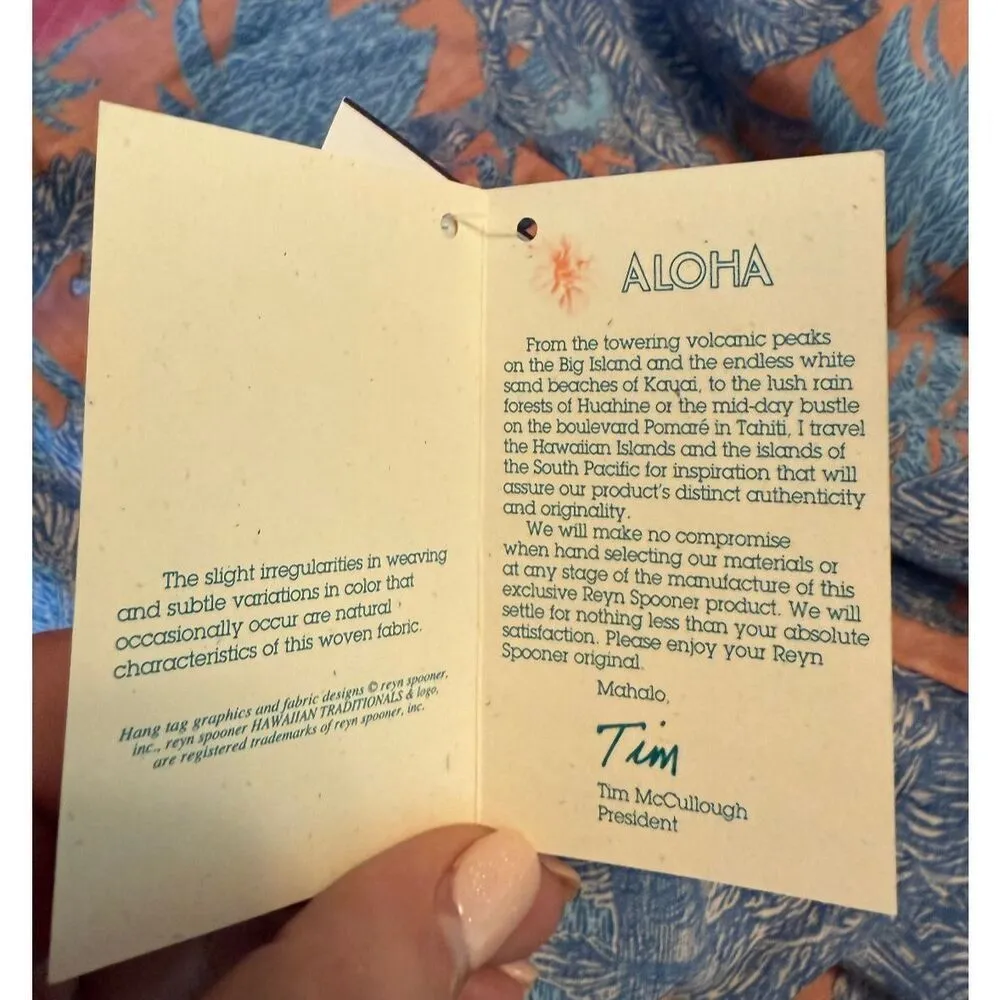 The slight irregularities in weaving
and subtle variations in color that
occasionally occur are natural
characteristics of this woven fabric.
Hang tag graphics and fabric designs © reyn spooner,
inc., reyn spooner HAWAIIAN TRADITIONALS & logo,
are registered trademarks of reyn spooner, inc.
ALOHA
From the towering volcanic peaks
on the Big Island and the endless white
sand beaches of Kauai, to the lush rain
forests of Huahine or the mid-day bustle
on the boulevard Pomaré in Tahiti, I travel
the Hawaiian Islands and the islands of
the South Pacific for inspiration that will
assure our product's distinct authenticity
and originality.
We will make no compromise
when hand selecting our materials or
at any stage of the manufacture of this
exclusive Reyn Spooner product. We will
settle for nothing less than your absolute
satisfaction. Please enjoy your Reyn
Spooner original.
Mahalo,
Tim
Tim McCullough
President